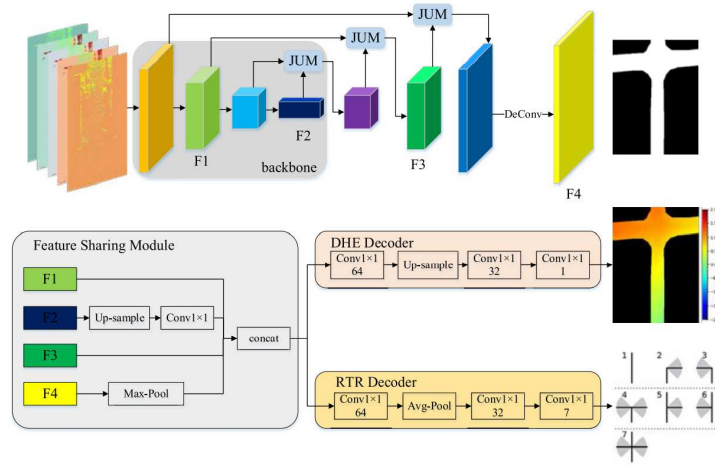 JUM
JUM
JUM
F1
F2
backbone
F3
DeConv
F4
Feature Sharing Module
F1
F2
Up-sample
Conv1×1
F3
F4
Max-Pool
concat
DHE Decoder
Conv1×1
64
Up-sample
Conv1×1
32
Conv1×1
1
RTR Decoder
Conv1×1
64
Avg-Pool
Conv1×1
32
Conv1×1
7
1
2
3
4
5
6
7